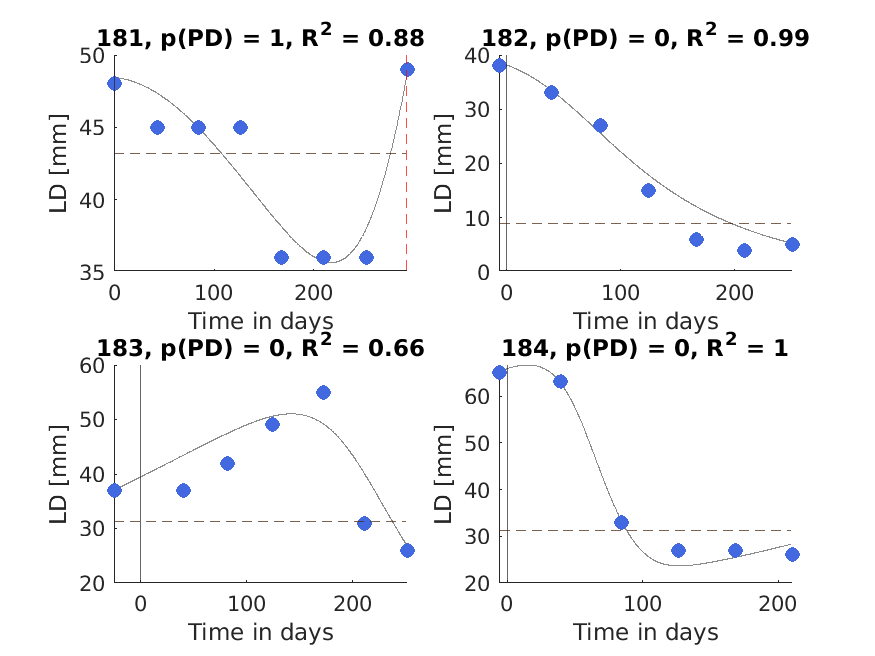 181, p(PD) = 1, R² = 0.88
50
45
40
35
LD [mm]
0 100 200
Time in days
182, p(PD) = 0, R² = 0.99
40
30
20
10
0
LD [mm]
0 100 200
Time in days
183, p(PD) = 0, R² = 0.66
60
50
40
30
20
LD [mm]
0 100 200
Time in days
184, p(PD) = 0, R² = 1
60
50
40
30
20
LD [mm]
0 100 200
Time in days